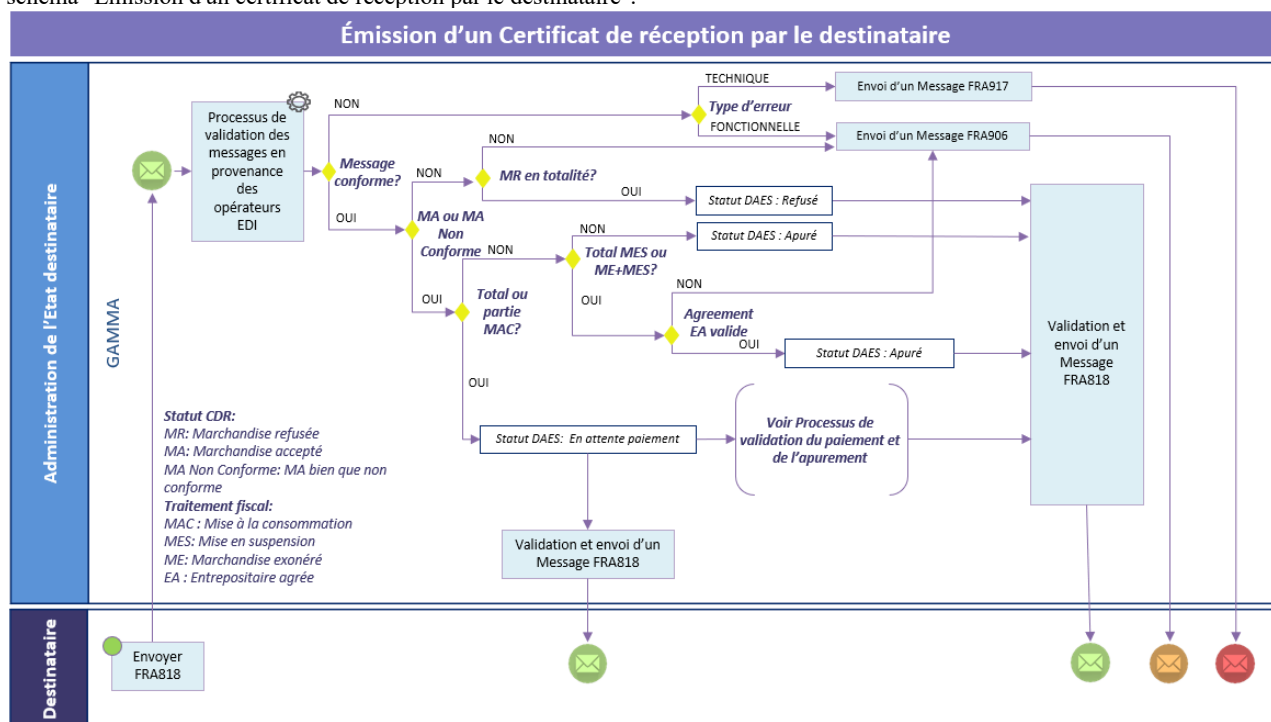 schéma "Emission d'un certificat de réception par le destinataire".
Émission d'un Certificat de réception par le destinataire
Administration de l'Etat destinataire
GAMMA
Processus de
validation des
messages en
provenance
des
opérateurs
EDI
Message
conforme?
NON
OUI
Type d'erreur
TECHNIQUE
FONCTIONNELLE
Envoi d'un Message FRA917
Envoi d'un Message FRA906
MA ou MA
Non
Conforme
NON
OUI
MR en totalité?
NON
OUI
Statut DAES : Refusé
Total ou
partie
MAC?
NON
OUI
Total MES ou
ME+MES?
NON
OUI
Statut DAES : Apuré
Agreement
EA valide
NON
OUI
Statut DAES : Apuré
Statut DAES: En attente paiement
Voir Processus de
validation du paiement et
de l'apurement
Validation et
envoi d'un
Message
FRA818
Validation et envoi d'un
Message FRA818
Statut CDR:
MR: Marchandise refusée
MA: Marchandise accepté
MA Non Conforme: MA bien que non
conforme
Traitement fiscal:
MAC : Mise à la consommation
MES: Mise en suspension
ME: Marchandise exonéré
EA : Entrepositaire agrée
Destinataire
Envoyer
FRA818